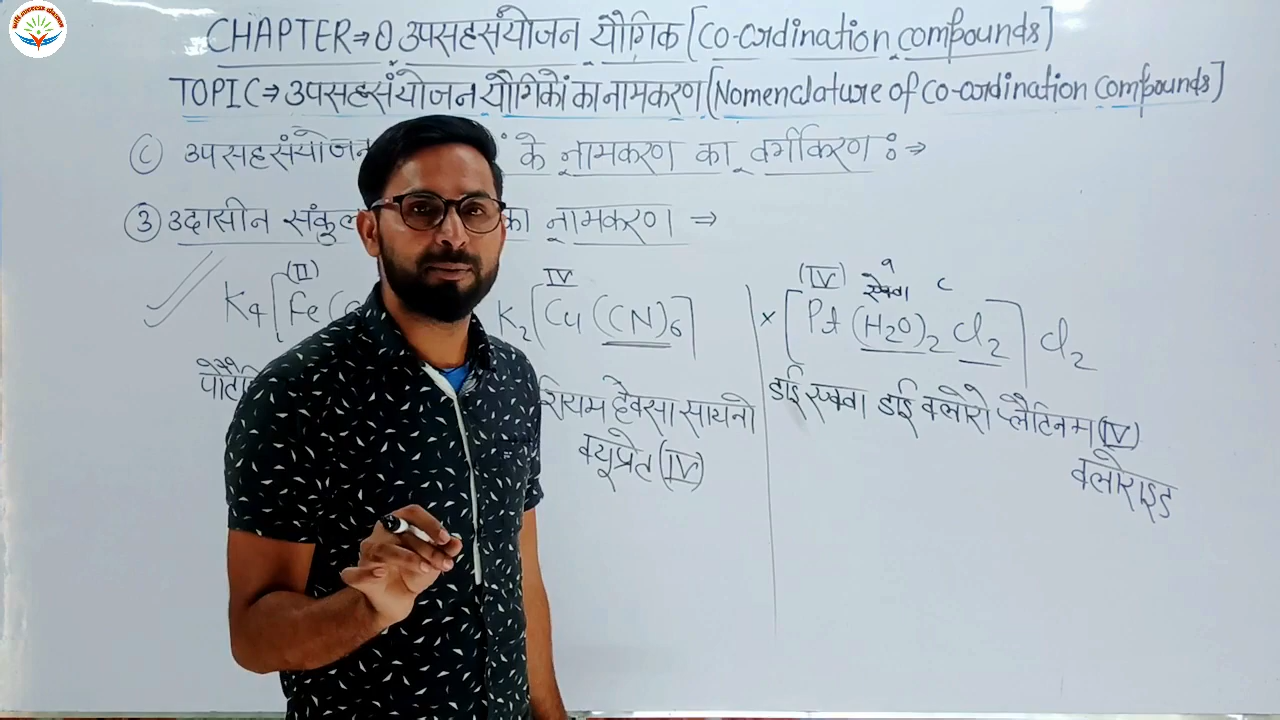 CHAPTER⇒① उपसहसंयोजन यौगिक [Co-ordination compounds]
TOPIC⇒ उपसहसंयोजन यौगिकों का नामकरण [Nomenclature of Co-ordination compounds]
Ⓒ उपसहसंयोजन के नामकरण का वर्गीकरण :⇒
③ उदासीन संकुल का नामकरण ⇒
(II) IV (IV) एक्वा
K4[Fe( K2[Cu(CN)6] × [Pt(H2O)2 Cl2] Cl2
शियम हैक्सा सायनो डाई एक्वा डाई क्लोरो प्लैटिनम (IV)
क्यूप्रेट (IV) क्लोराइड